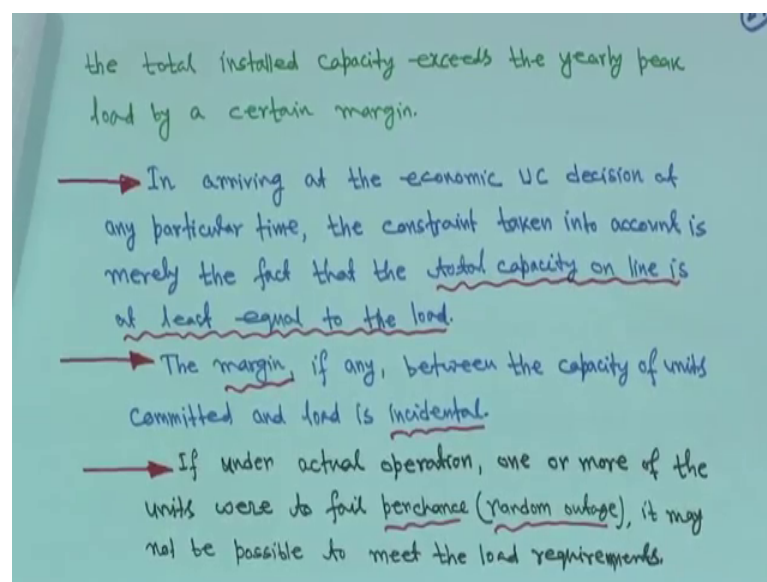 the total installed capacity exceeds the yearly peak
load by a certain margin.
In arriving at the economic UC decision at
any particular time, the constraint taken into account is
merely the fact that the total capacity on line is
at least equal to the load.
The margin, if any, between the capacity of units
committed and load is incidental.
If under actual operation, one or more of the
units were to fail perchance (random outage), it may
not be possible to meet the load requirements.